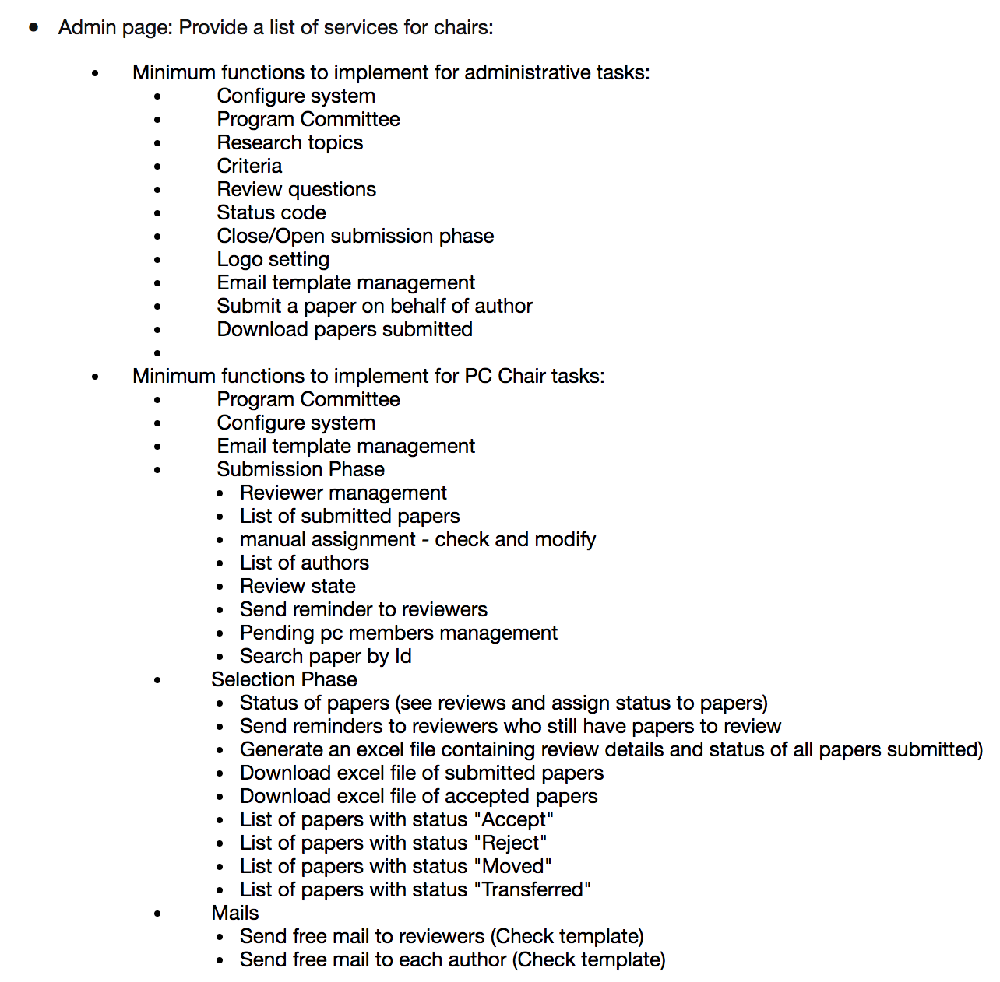 • Admin page: Provide a list of services for chairs:
• Minimum functions to implement for administrative tasks:
• Configure system
• Program Committee
• Research topics
• Criteria
• Review questions
• Status code
• Close/Open submission phase
• Logo setting
• Email template management
• Submit a paper on behalf of author
• Download papers submitted
•
• Minimum functions to implement for PC Chair tasks:
• Program Committee
• Configure system
• Email template management
• Submission Phase
• Reviewer management
• List of submitted papers
• manual assignment - check and modify
• List of authors
• Review state
• Send reminder to reviewers
• Pending pc members management
• Search paper by Id
• Selection Phase
• Status of papers (see reviews and assign status to papers)
• Send reminders to reviewers who still have papers to review
• Generate an excel file containing review details and status of all papers submitted)
• Download excel file of submitted papers
• Download excel file of accepted papers
• List of papers with status "Accept"
• List of papers with status "Reject"
• List of papers with status "Moved"
• List of papers with status "Transferred"
• Mails
• Send free mail to reviewers (Check template)
• Send free mail to each author (Check template)